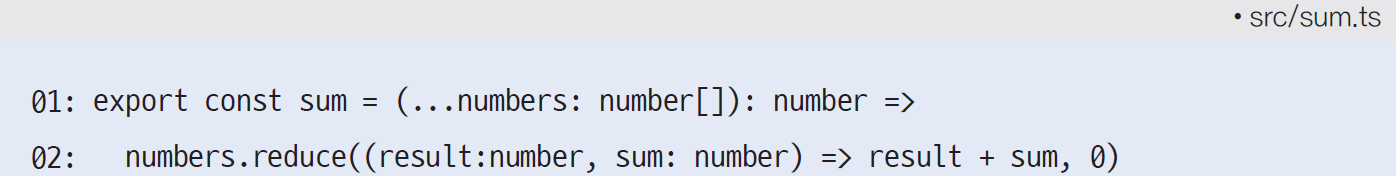 • src/sum.ts
01: export const sum = (...numbers: number[]): number =>
02:   numbers.reduce((result:number, sum: number) => result + sum, 0)